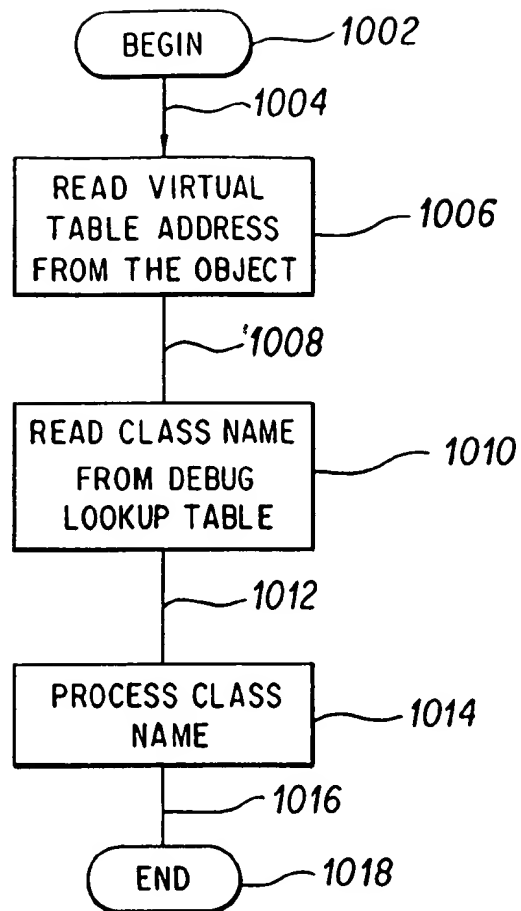 BEGIN
1002
1004
READ VIRTUAL
TABLE ADDRESS
FROM THE OBJECT
1006
1008
READ CLASS NAME
FROM DEBUG
LOOKUP TABLE
1010
1012
PROCESS CLASS
NAME
1014
1016
END
1018